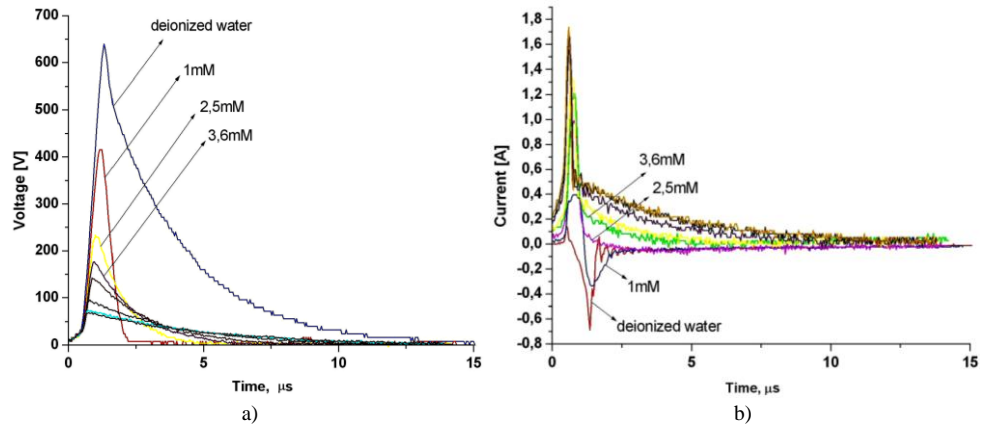 700
600
500
400
300
200
100
0
Voltage [V]
deionized water
1mM
2,5mM
3,6mM
0 5 10 15
Time, μs
a)
1,8
1,6
1,4
1,2
1,0
0,8
0,6
0,4
0,2
0,0
-0,2
-0,4
-0,6
-0,8
Current [A]
3,6mM
2,5mM
1mM
deionized water
0 5 10 15
Time, μs
b)